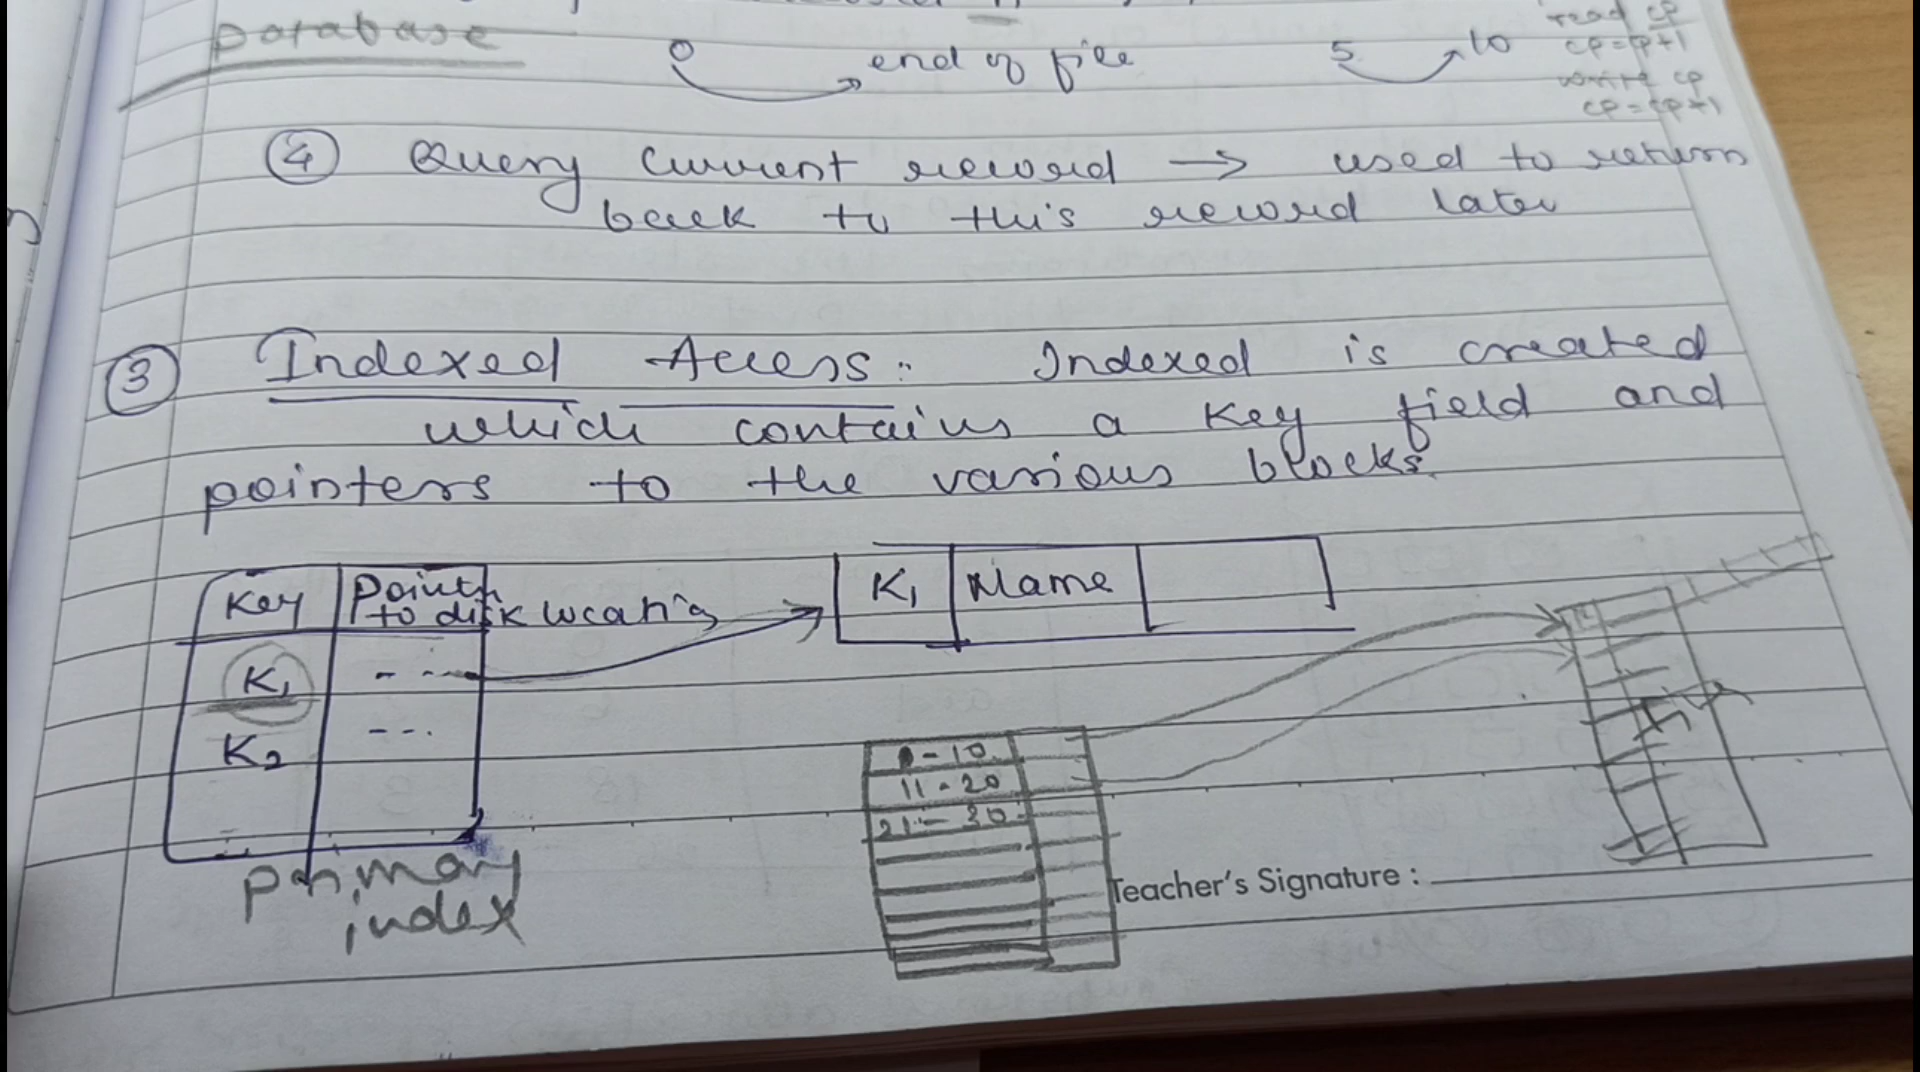 Database
read cp
0 end of file 5 10 cp=cp+1
write cp
cp=cp+1
④ Query current record → used to return
back to this record later
③ Indexed Access: Indexed is created
which contains a key field and
pointers to the various blocks.
Key
to disk location
K₁ Name
K₁ - - -
K₂ - - -
11 - 20
21 - 30
primary
index
Teacher's Signature :